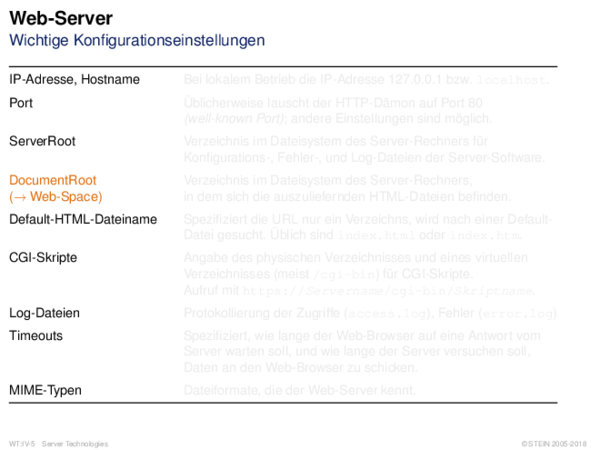 Web-Server
Wichtige Konfigurationseinstellungen
IP-Adresse, Hostname Bei lokalem Betrieb die IP-Adresse 127.0.0.1 bzw. localhost.
Port Üblicherweise lauscht der HTTP-Dämon auf Port 80
(well-known Port); andere Einstellungen sind möglich.
ServerRoot Verzeichnis im Dateisystem des Server-Rechners für
Konfigurations-, Fehler-, und Log-Dateien der Server-Software.
DocumentRoot Verzeichnis im Dateisystem des Server-Rechners,
(→ Web-Space) in dem sich die auszuliefernden HTML-Dateien befinden.
Default-HTML-Dateiname Spezifiziert die URL nur ein Verzeichns, wird nach einer Default-
Datei gesucht. Üblich sind index.html oder index.htm.
CGI-Skripte Angabe des physischen Verzeichnisses und eines virtuellen
Verzeichnisses (meist /cgi-bin) für CGI-Skripte.
Aufruf mit https://Servername/cgi-bin/Skriptname.
Log-Dateien Protokollierung der Zugriffe (access.log), Fehler (error.log)
Timeouts Spezifiziert, wie lange der Web-Browser auf eine Antwort vom
Server warten soll, und wie lange der Server versuchen soll,
Daten an den Web-Browser zu schicken.
MIME-Typen Dateiformate, die der Web-Server kennt.
WT:IV-5 Server Technologies © STEIN 2005-2018